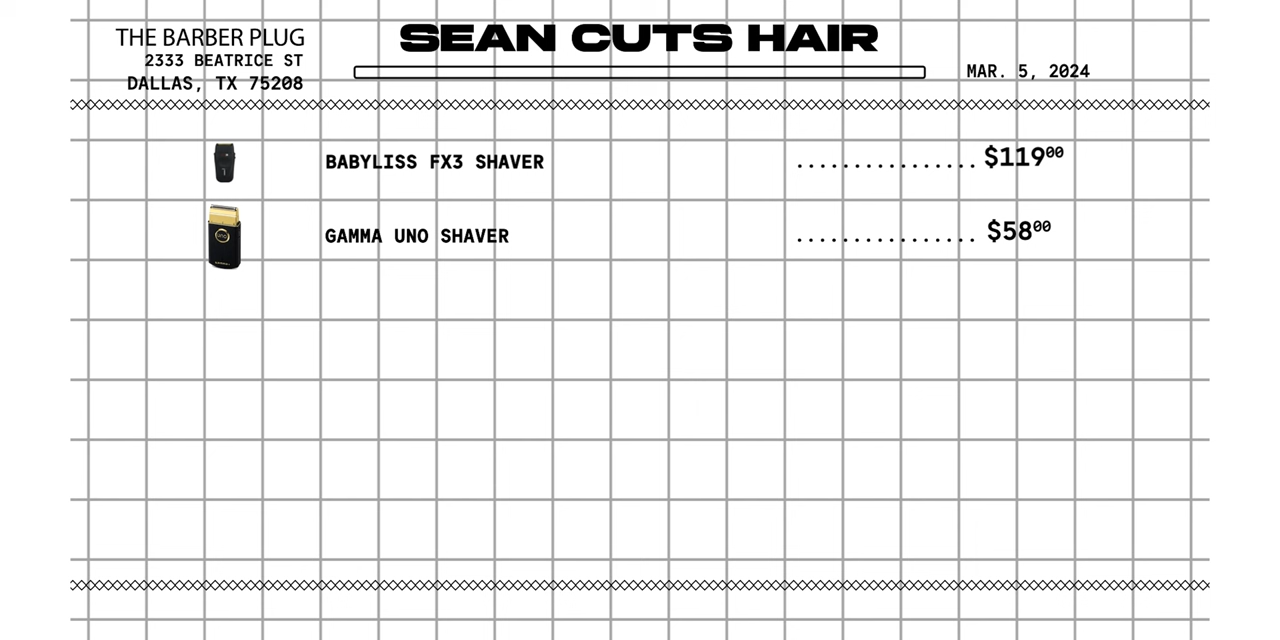 THE BARBER PLUG
2333 BEATRICE ST
DALLAS, TX 75208
SEAN CUTS HAIR
MAR. 5, 2024
BABYLISS FX3 SHAVER ................ $119⁰⁰
GAMMA UNO SHAVER ................ $58⁰⁰